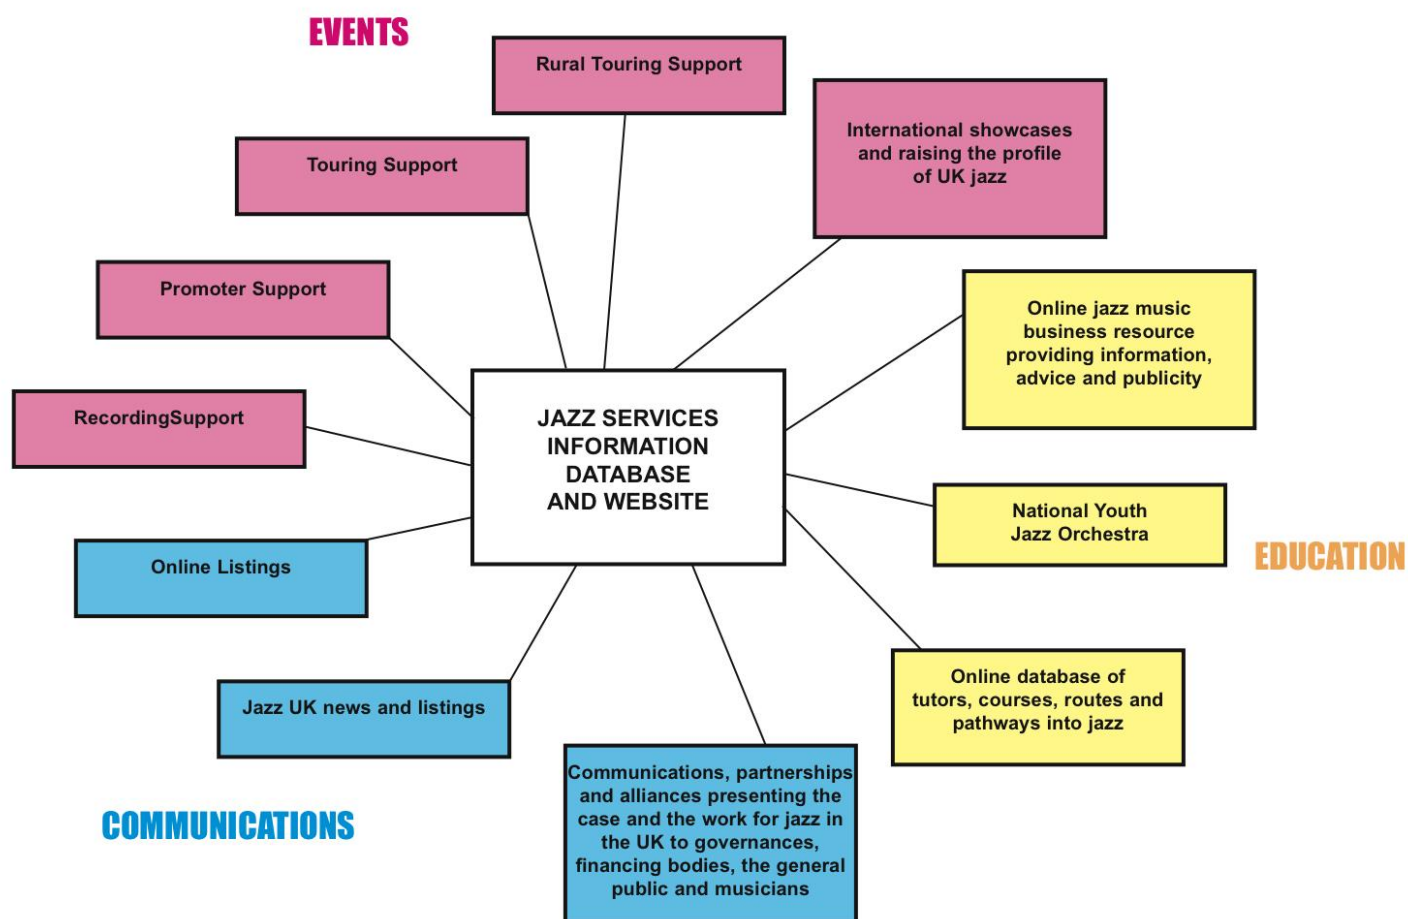 EVENTS
Rural Touring Support
International showcases
and raising the profile
of UK jazz
Touring Support
Promoter Support
Online jazz music
business resource
providing information,
advice and publicity
RecordingSupport
JAZZ SERVICES
INFORMATION
DATABASE
AND WEBSITE
National Youth
Jazz Orchestra
EDUCATION
Online Listings
Online database of
tutors, courses, routes and
pathways into jazz
Jazz UK news and listings
Communications, partnerships
and alliances presenting the
case and the work for jazz in
the UK to governances,
financing bodies, the general
public and musicians
COMMUNICATIONS